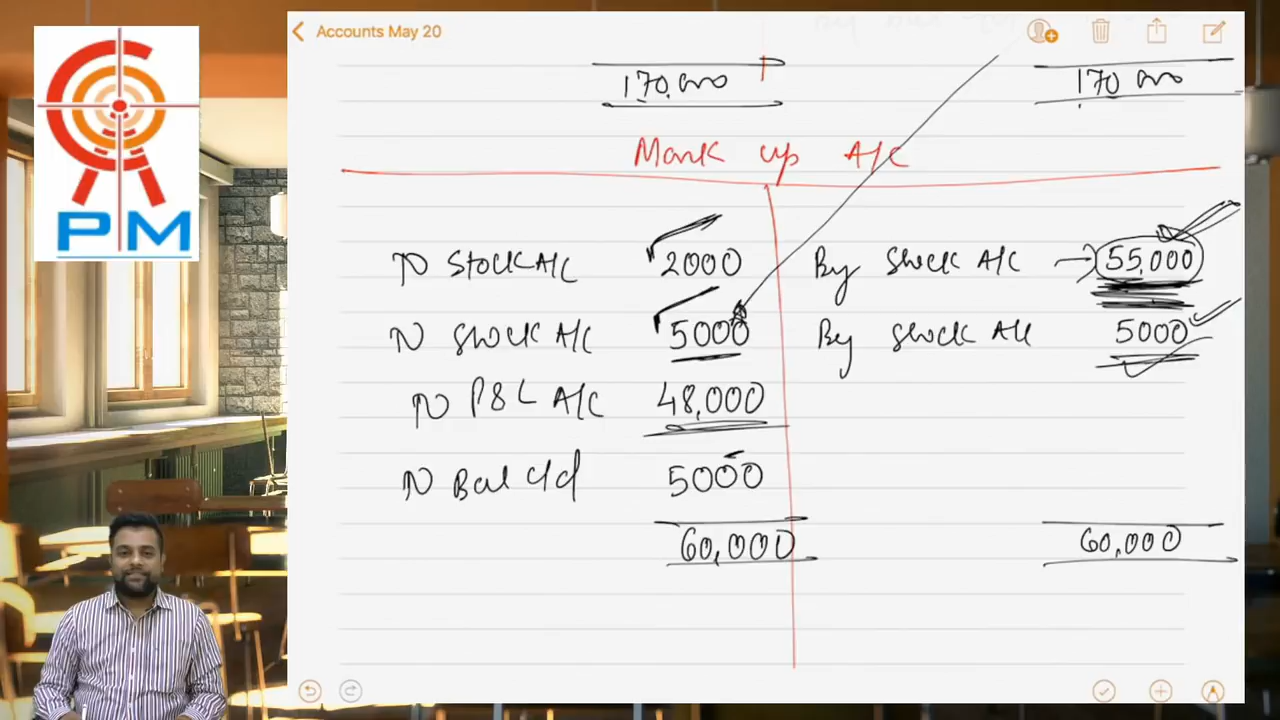 Accounts May 20
PM
170,000 170,000
Mark up A/C
To Stock A/C 2000 By Stock A/C → 55,000
To Stock A/C 5000 By Stock A/c 5000
To P&L A/C 48,000
To Bal c/d 5000
60,000 60,000